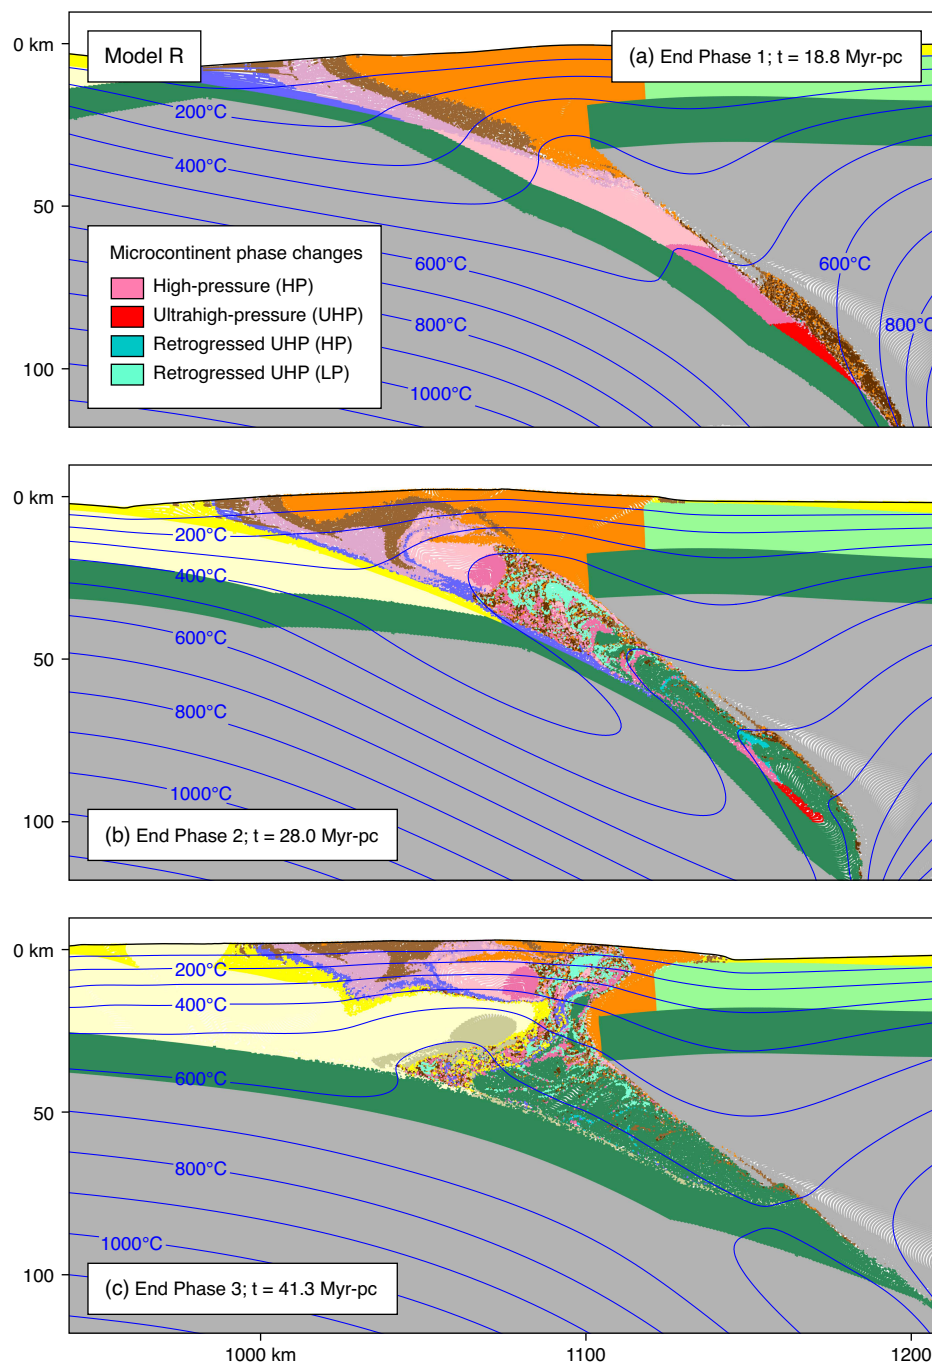 0 km
Model R
(a) End Phase 1; t = 18.8 Myr-pc
200°C
400°C
50
Microcontinent phase changes
High-pressure (HP)
Ultrahigh-pressure (UHP)
Retrogressed UHP (HP)
Retrogressed UHP (LP)
600°C
600°C
800°C
800°C
100
1000°C
0 km
200°C
400°C
600°C
50
800°C
1000°C
100
(b) End Phase 2; t = 28.0 Myr-pc
0 km
200°C
400°C
600°C
50
800°C
1000°C
100
(c) End Phase 3; t = 41.3 Myr-pc
1000 km
1100
1200